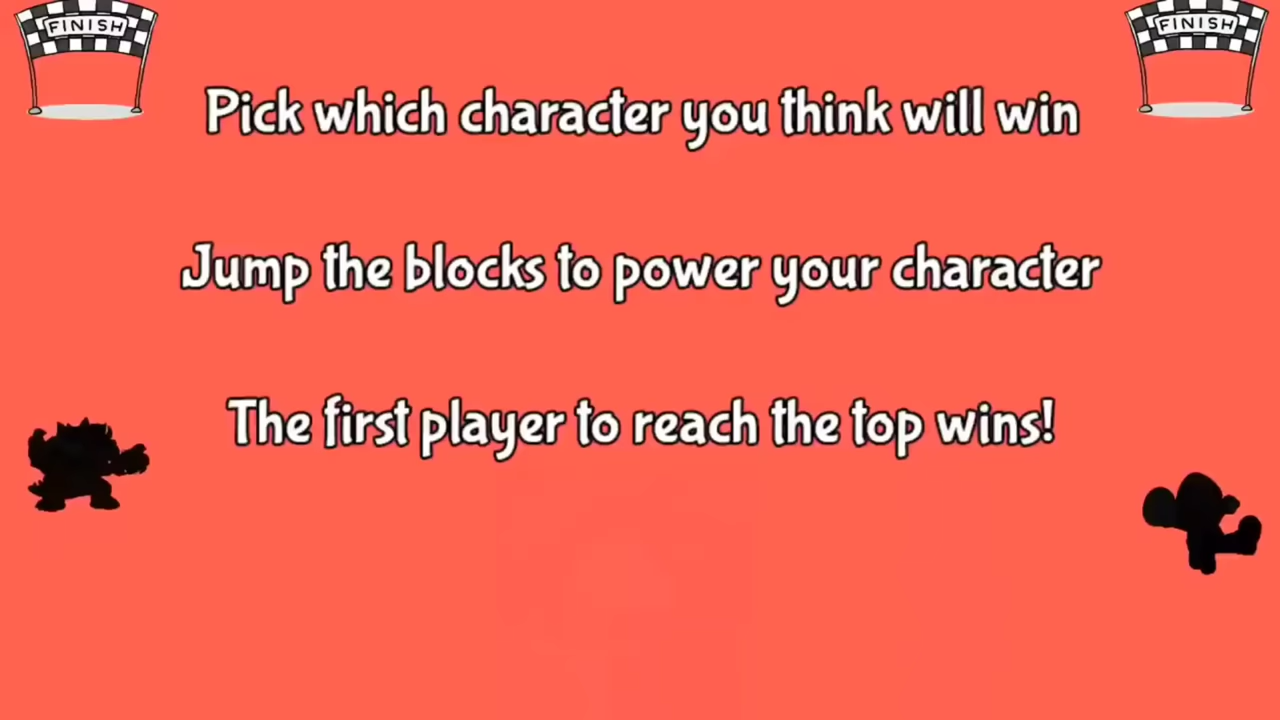 FINISH
FINISH
Pick which character you think will win
Jump the blocks to power your character
The first player to reach the top wins!